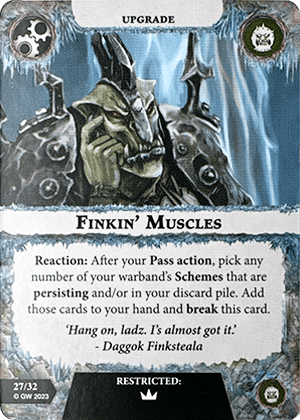 UPGRADE
FINKIN' MUSCLES
Reaction: After your Pass action, pick any
number of your warband's Schemes that are
persisting and/or in your discard pile. Add
those cards to your hand and break this card.
'Hang on, ladz. I's almost got it.'
- Daggok Finksteala
27/32
© GW 2023
RESTRICTED: